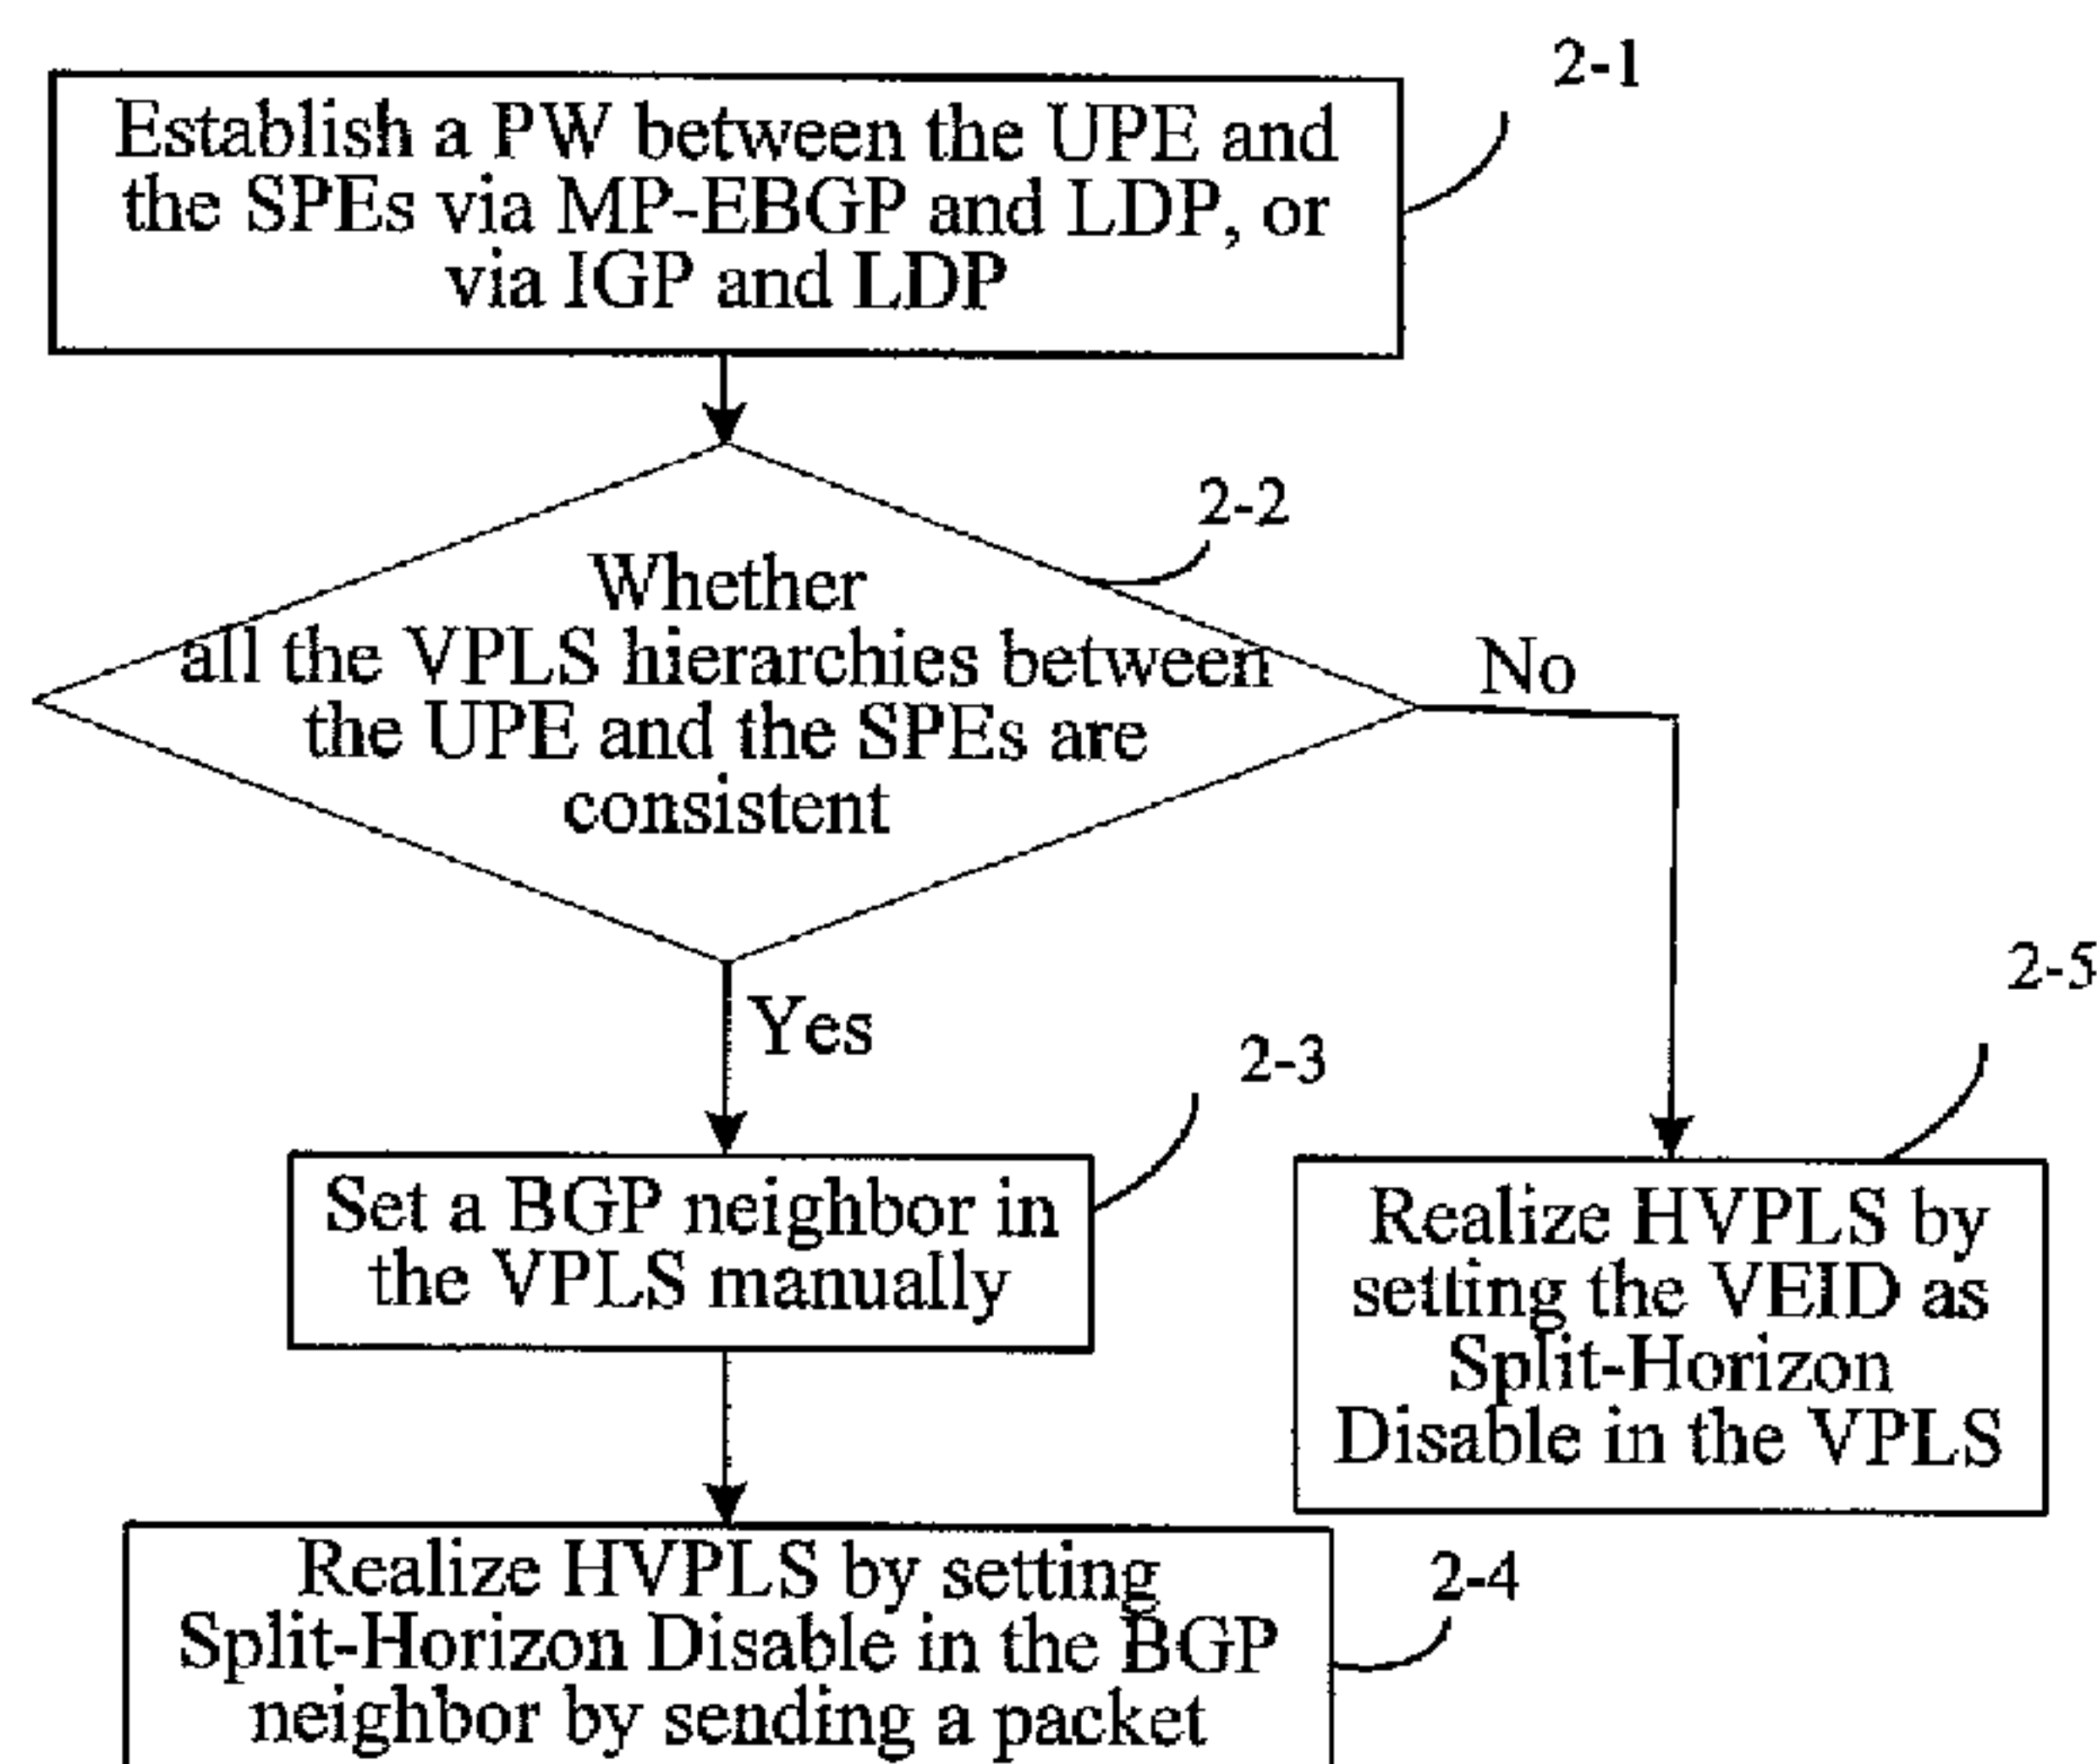 2-1
Establish a PW between the UPE and
the SPEs via MP-EBGP and LDP, or
via IGP and LDP
2-2
Whether
all the VPLS hierarchies between
the UPE and the SPEs are
consistent
No
Yes
2-5
2-3
Set a BGP neighbor in
the VPLS manually
Realize HVPLS by
setting the VEID as
Split-Horizon
Disable in the VPLS
2-4
Realize HVPLS by setting
Split-Horizon Disable in the BGP
neighbor by sending a packet